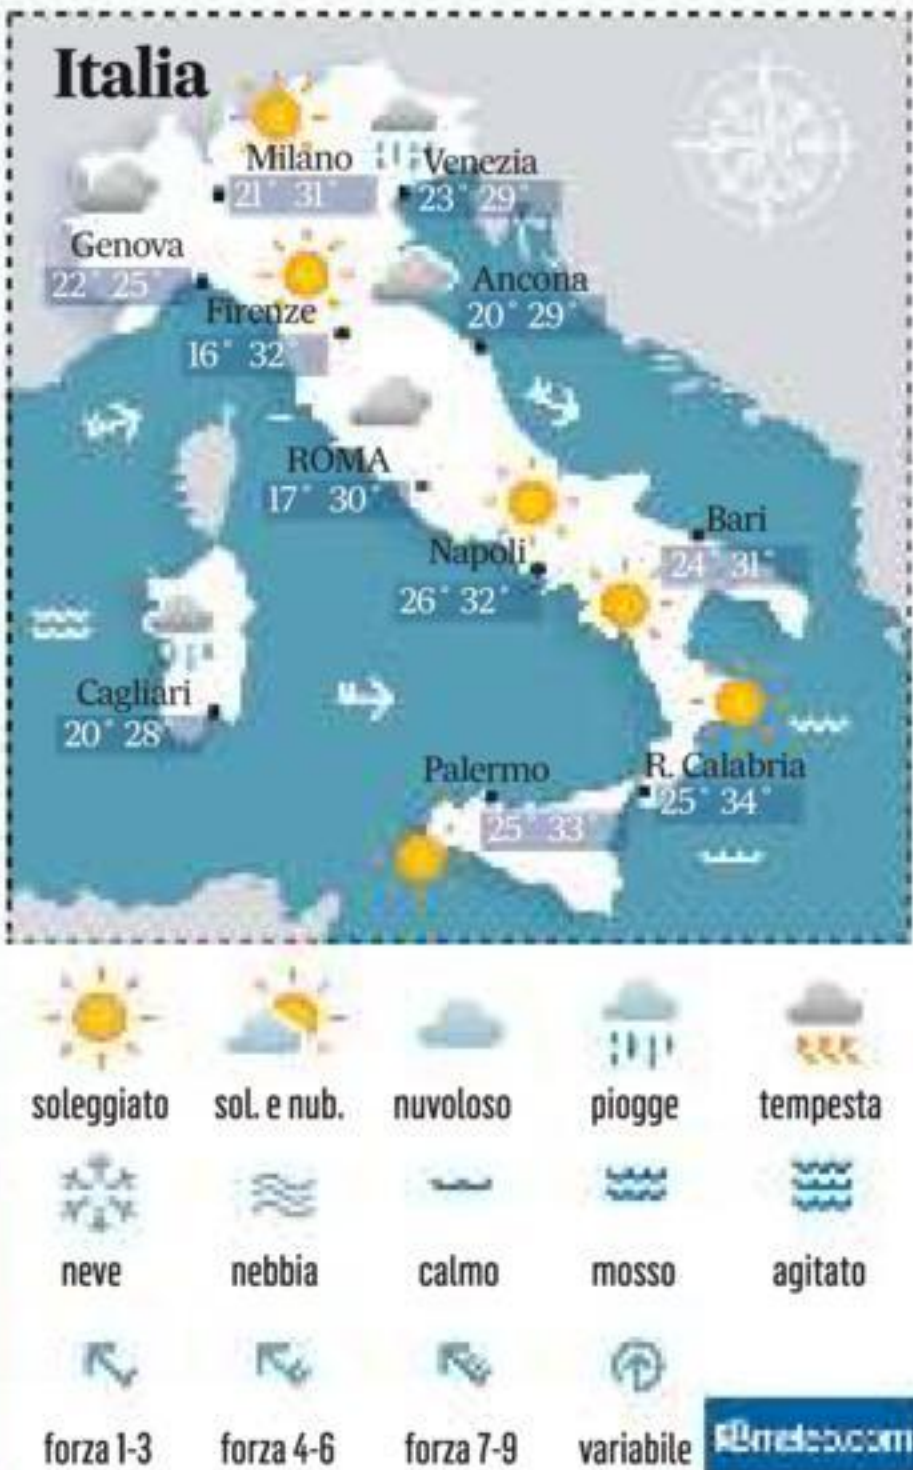 Italia
Milano
21° 31°
Venezia
23° 29°
Genova
22° 25°
Firenze
16° 32°
Ancona
20° 29°
ROMA
17° 30°
Napoli
26° 32°
Bari
24° 31°
Cagliari
20° 28°
Palermo
25° 33°
R. Calabria
25° 34°
soleggiato
sol. e nub.
nuvoloso
piogge
tempesta
neve
nebbia
calmo
mosso
agitato
forza 1-3
forza 4-6
forza 7-9
variabile